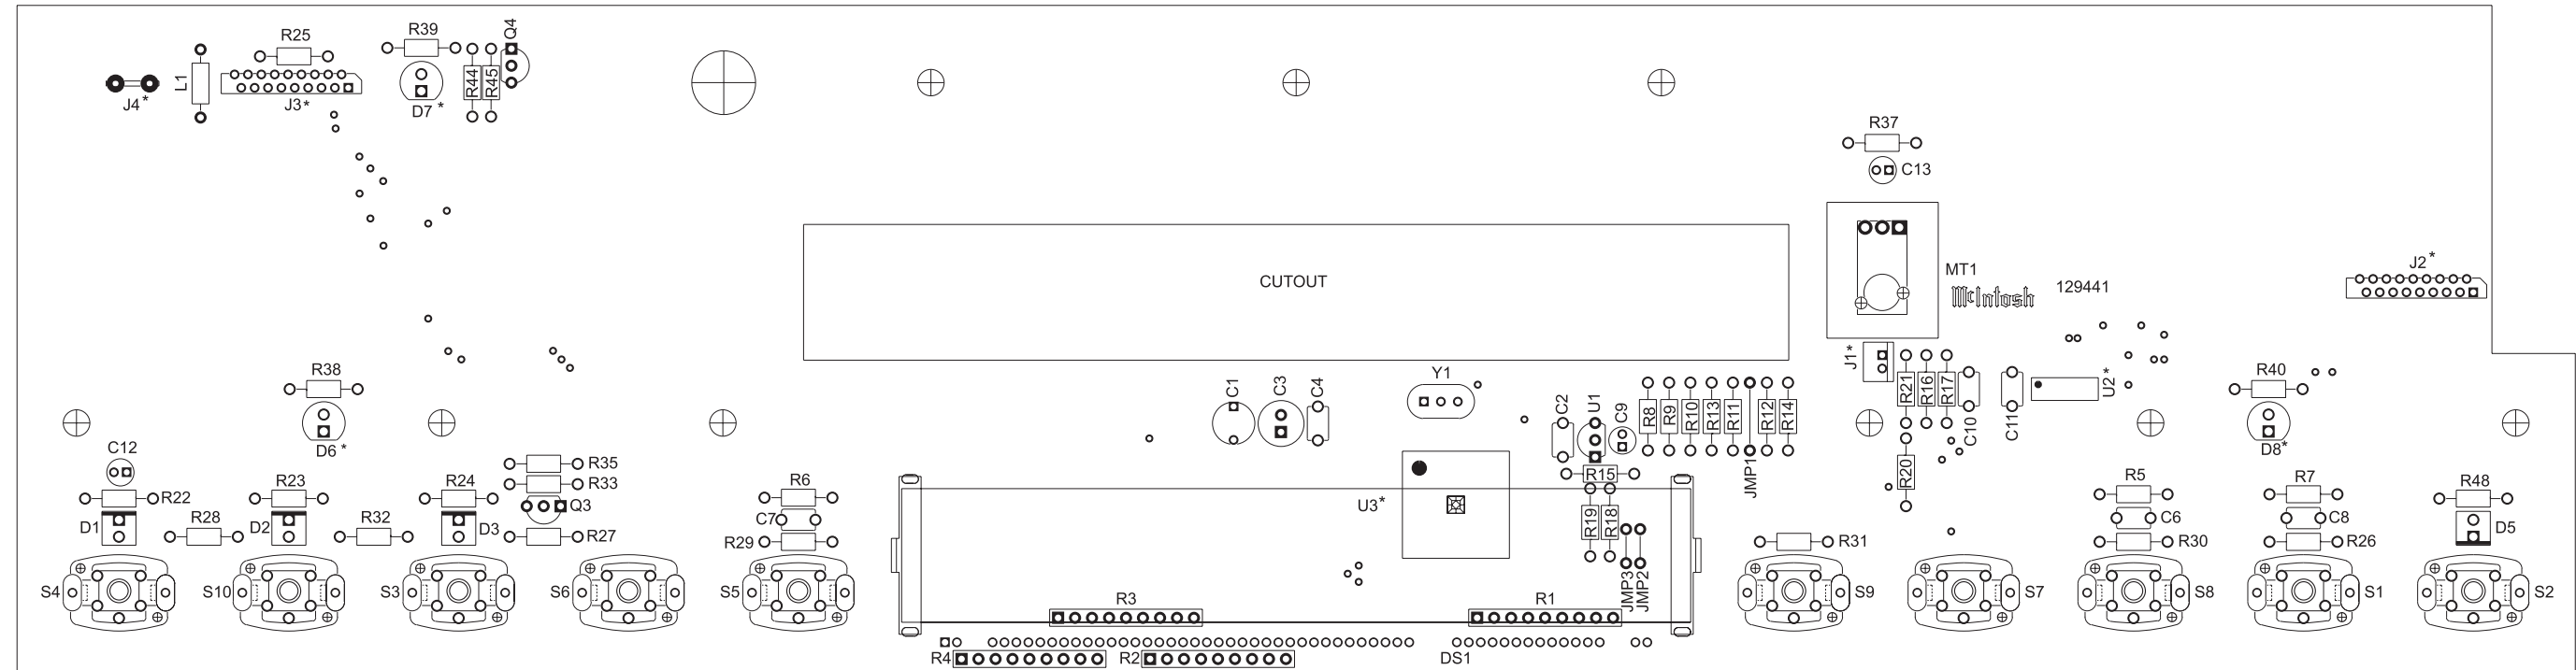 R25
R39
Q4
L1
J4*
J3*
D7*
R44
R45
R37
C13
CUTOUT
MT1
McIntosh
129441
J2*
J1*
R21
R16
R17
C10
C11
U2*
R38
D6*
R40
D8*
C1
C3
C4
Y1
C2
U1
C9
R8
R9
R10
R13
R11
JMP1
R12
R14
R20
R15
U3*
R19
R18
JMP3
JMP2
C12
R22
R23
R24
R35
R33
Q3
D1
R28
D2
R32
D3
R27
R6
C7
R29
R31
R5
C6
R30
R7
C8
R26
R48
D5
S4
S10
S3
S6
S5
S9
S7
S8
S1
S2
R3
R1
R4
R2
DS1